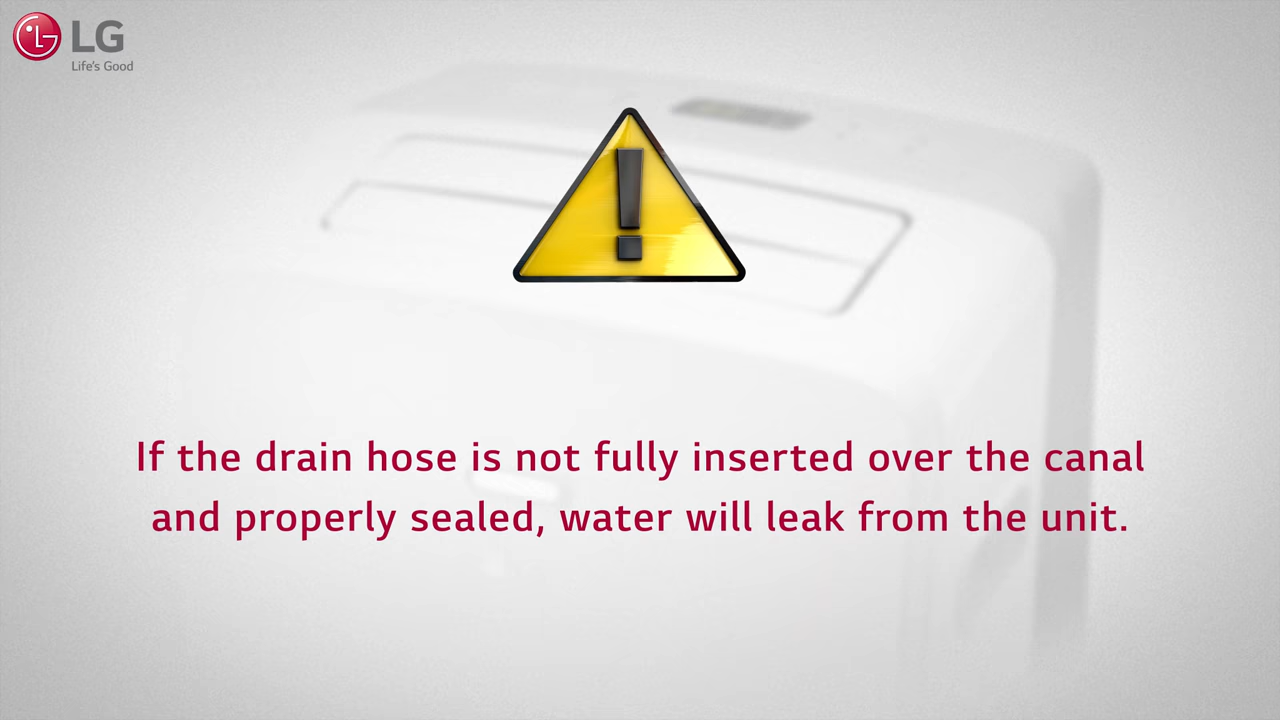 LG
Life's Good
If the drain hose is not fully inserted over the canal
and properly sealed, water will leak from the unit.